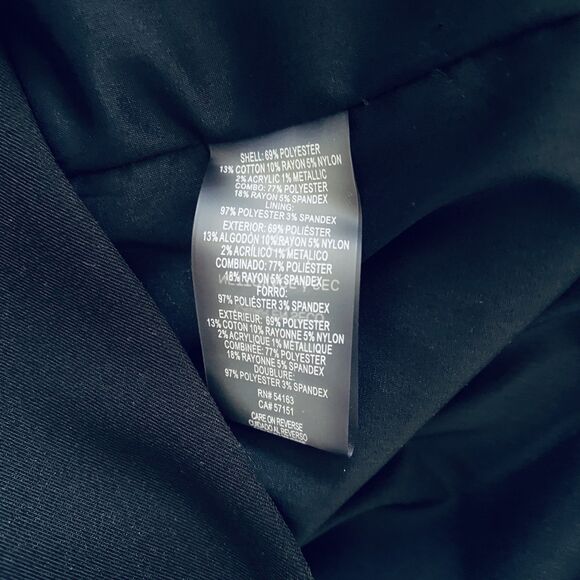 SHELL: 69% POLYESTER
13% COTTON 10% RAYON 5% NYLON
2% ACRYLIC 1% METALLIC
COMBO: 77% POLYESTER
18% RAYON 5% SPANDEX
LINING:
97% POLYESTER 3% SPANDEX
EXTERIOR: 69% POLIÉSTER
13% ALGODÓN 10% RAYON 5% NYLON
2% ACRÍLICO 1% METALICO
COMBINADO: 77% POLIÉSTER
18% RAYON 5% SPANDEX
FORRO:
97% POLIÉSTER 3% SPANDEX
EXTÉRIEUR: 69% POLYESTER
13% COTON 10% RAYONNE 5% NYLON
2% ACRYLIQUE 1% MÉTALLIQUE
COMBINÉE: 77% POLYESTER
18% RAYONNE 5% SPANDEX
DOUBLURE:
97% POLYESTER 3% SPANDEX
RN# 54163
CA# 57151
CARE ON REVERSE
CUIDADO AL REVERSO